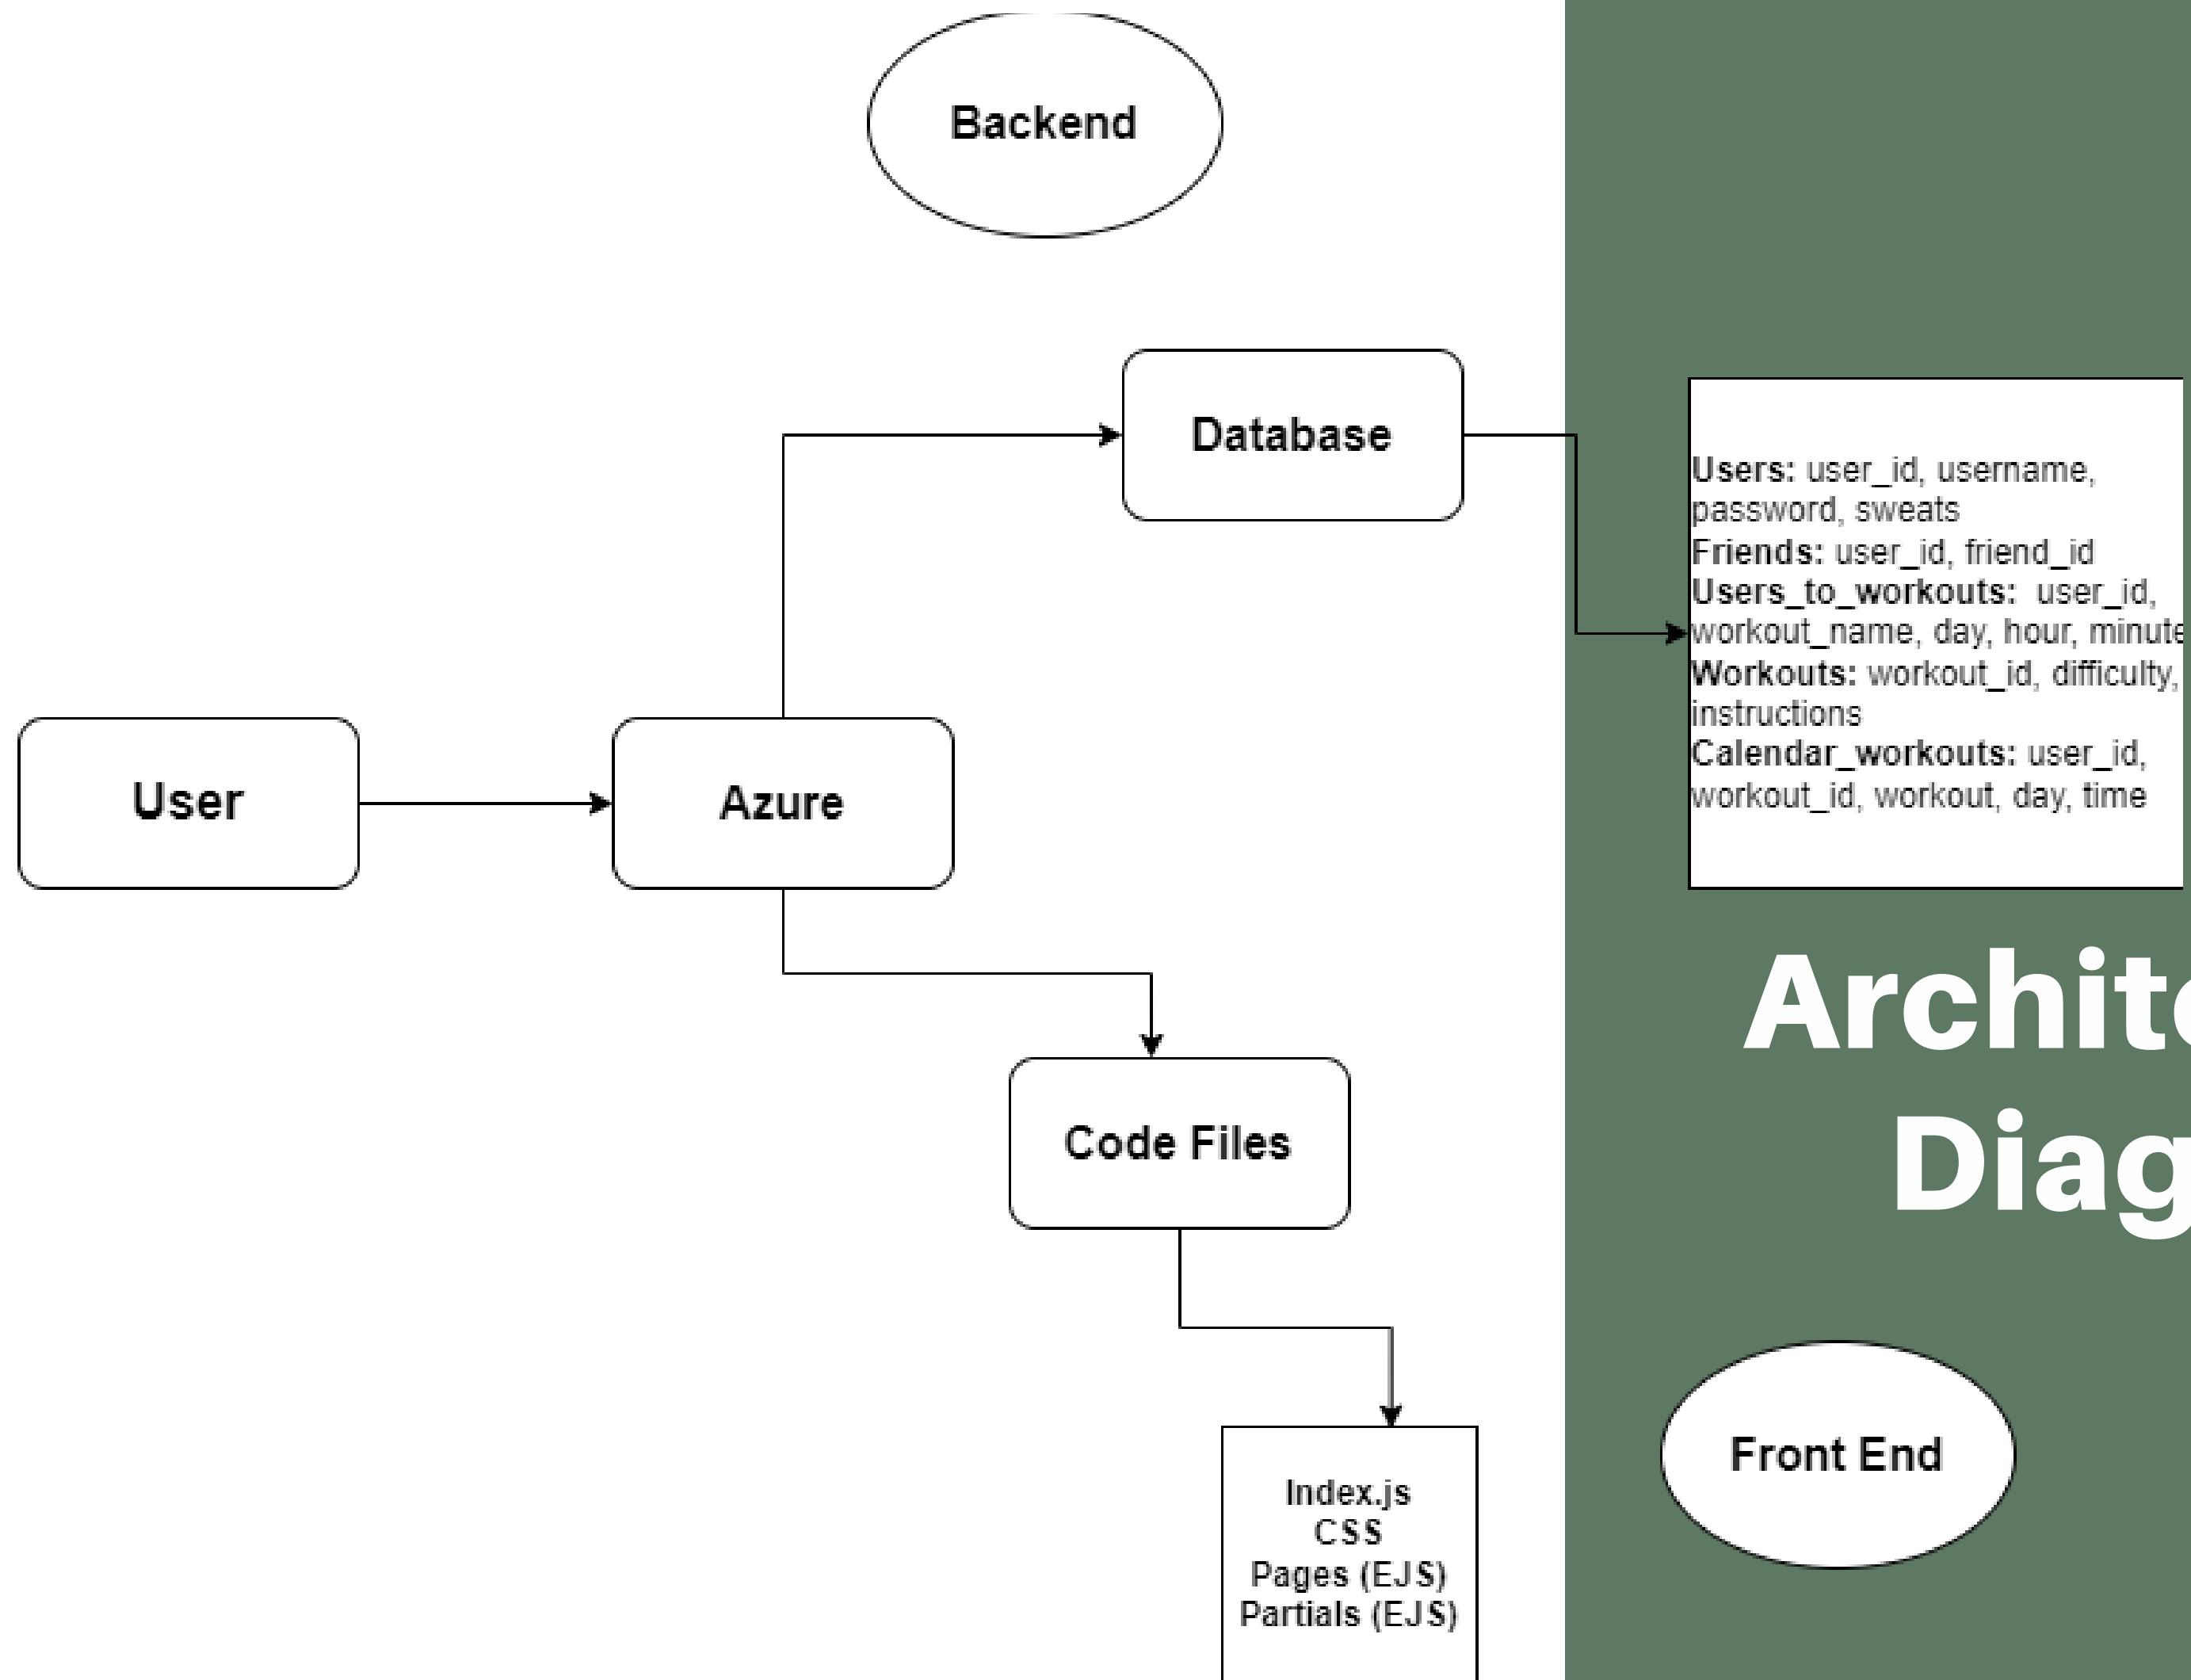 Backend
Database
Users: user_id, username,
password, sweats
Friends: user_id, friend_id
Users_to_workouts:  user_id,
workout_name, day, hour, minute
Workouts: workout_id, difficulty,
instructions
Calendar_workouts: user_id,
workout_id, workout, day, time
User
Azure
Code Files
Index.js
CSS
Pages (EJS)
Partials (EJS)
Front End